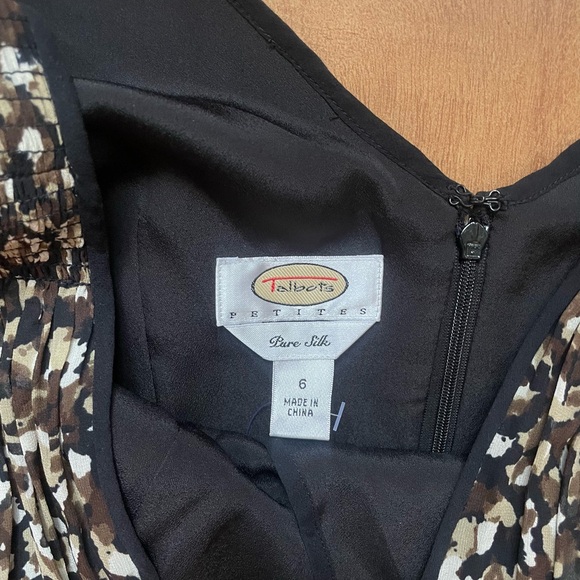 Talbots
PETITES
Pure Silk
6
MADE IN
CHINA